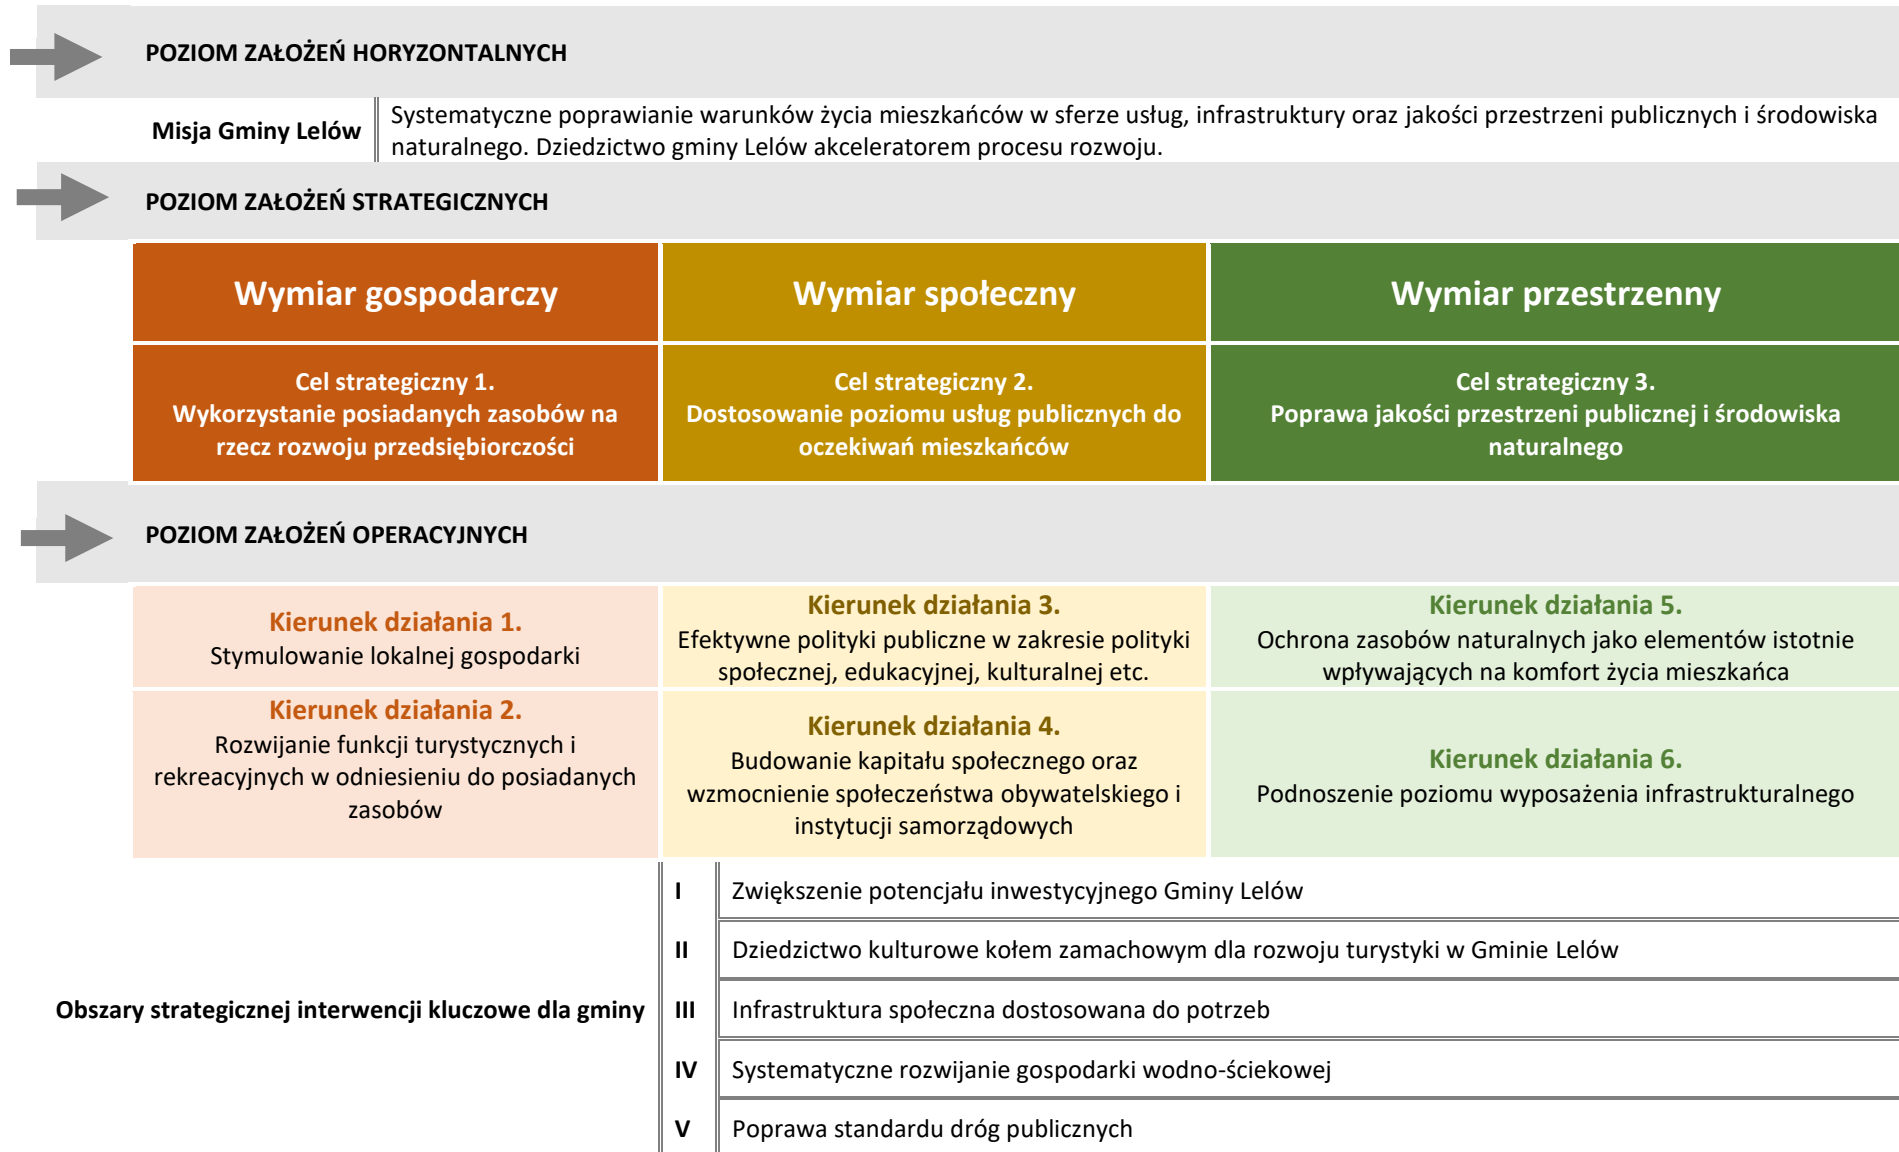 POZIOM ZAŁOŻEŃ HORYZONTALNYCH
Misja Gminy Lelów
Systematyczne poprawianie warunków życia mieszkańców w sferze usług, infrastruktury oraz jakości przestrzeni publicznych i środowiska
naturalnego. Dziedzictwo gminy Lelów akceleratorem procesu rozwoju.
POZIOM ZAŁOŻEŃ STRATEGICZNYCH
Wymiar gospodarczy
Wymiar społeczny
Wymiar przestrzenny
Cel strategiczny 1.
Wykorzystanie posiadanych zasobów na
rzecz rozwoju przedsiębiorczości
Cel strategiczny 2.
Dostosowanie poziomu usług publicznych do
oczekiwań mieszkańców
Cel strategiczny 3.
Poprawa jakości przestrzeni publicznej i środowiska
naturalnego
POZIOM ZAŁOŻEŃ OPERACYJNYCH
Kierunek działania 1.
Stymulowanie lokalnej gospodarki
Kierunek działania 3.
Efektywne polityki publiczne w zakresie polityki
społecznej, edukacyjnej, kulturalnej etc.
Kierunek działania 5.
Ochrona zasobów naturalnych jako elementów istotnie
wpływających na komfort życia mieszkańca
Kierunek działania 2.
Rozwijanie funkcji turystycznych i
rekreacyjnych w odniesieniu do posiadanych
zasobów
Kierunek działania 4.
Budowanie kapitału społecznego oraz
wzmocnienie społeczeństwa obywatelskiego i
instytucji samorządowych
Kierunek działania 6.
Podnoszenie poziomu wyposażenia infrastrukturalnego
Obszary strategicznej interwencji kluczowe dla gminy
I Zwiększenie potencjału inwestycyjnego Gminy Lelów
II Dziedzictwo kulturowe kołem zamachowym dla rozwoju turystyki w Gminie Lelów
III Infrastruktura społeczna dostosowana do potrzeb
IV Systematyczne rozwijanie gospodarki wodno-ściekowej
V Poprawa standardu dróg publicznych